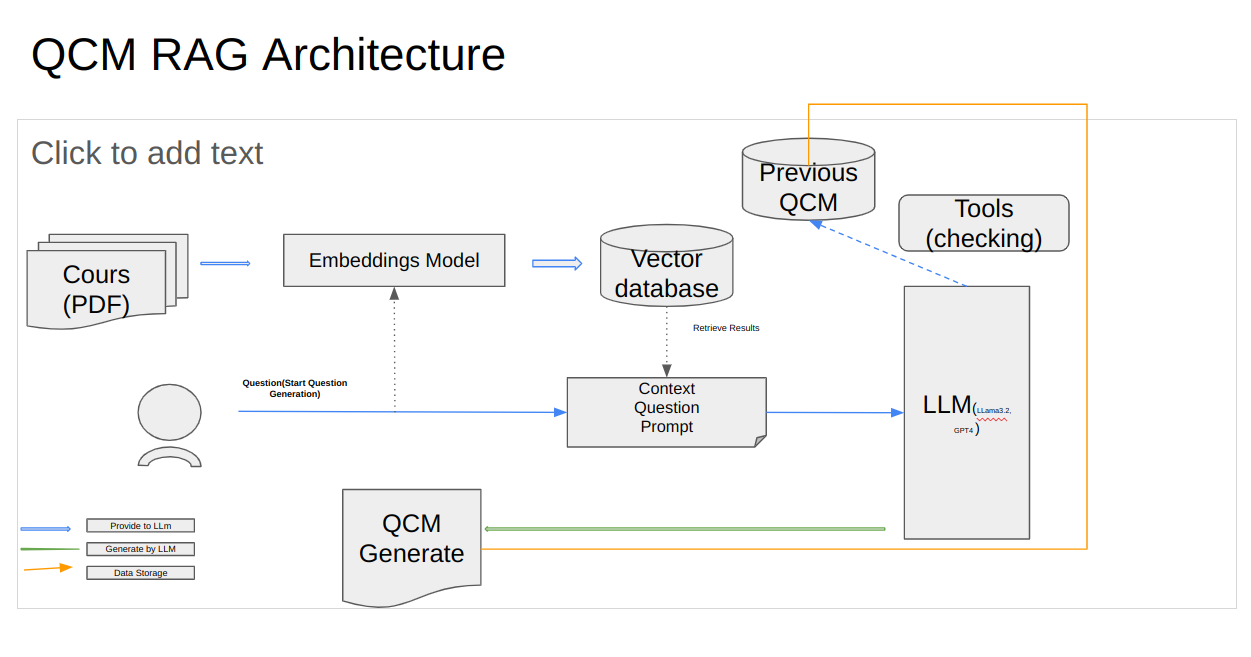 QCM RAG Architecture
Click to add text
Previous
QCM
Tools
(checking)
Cours
(PDF)
Embeddings Model
Vector
database
Retrieve Results
Question(Start Question
Generation)
Context
Question
Prompt
LLM(LLama3.2,
GPT4 )
QCM
Generate
Provide to LLm
Generate by LLM
Data Storage